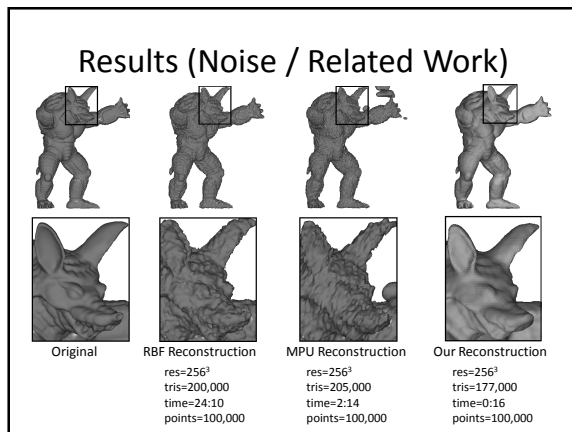 Results (Noise / Related Work)
Original
RBF Reconstruction
MPU Reconstruction
Our Reconstruction
res=256³
tris=200,000
time=24:10
points=100,000
res=256³
tris=205,000
time=2:14
points=100,000
res=256³
tris=177,000
time=0:16
points=100,000